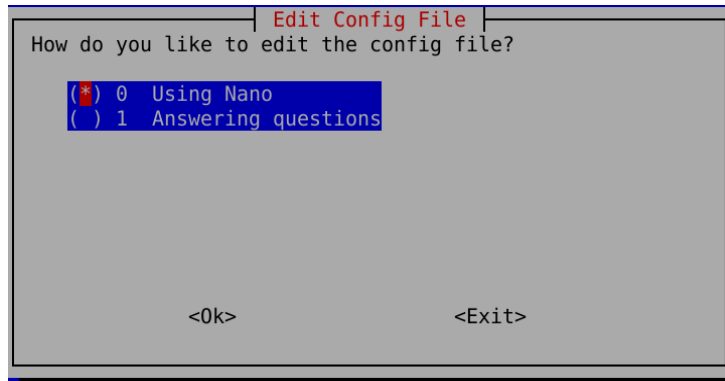 Edit Config File
How do you like to edit the config file?
(*) 0 Using Nano
( ) 1 Answering questions
<Ok> <Exit>